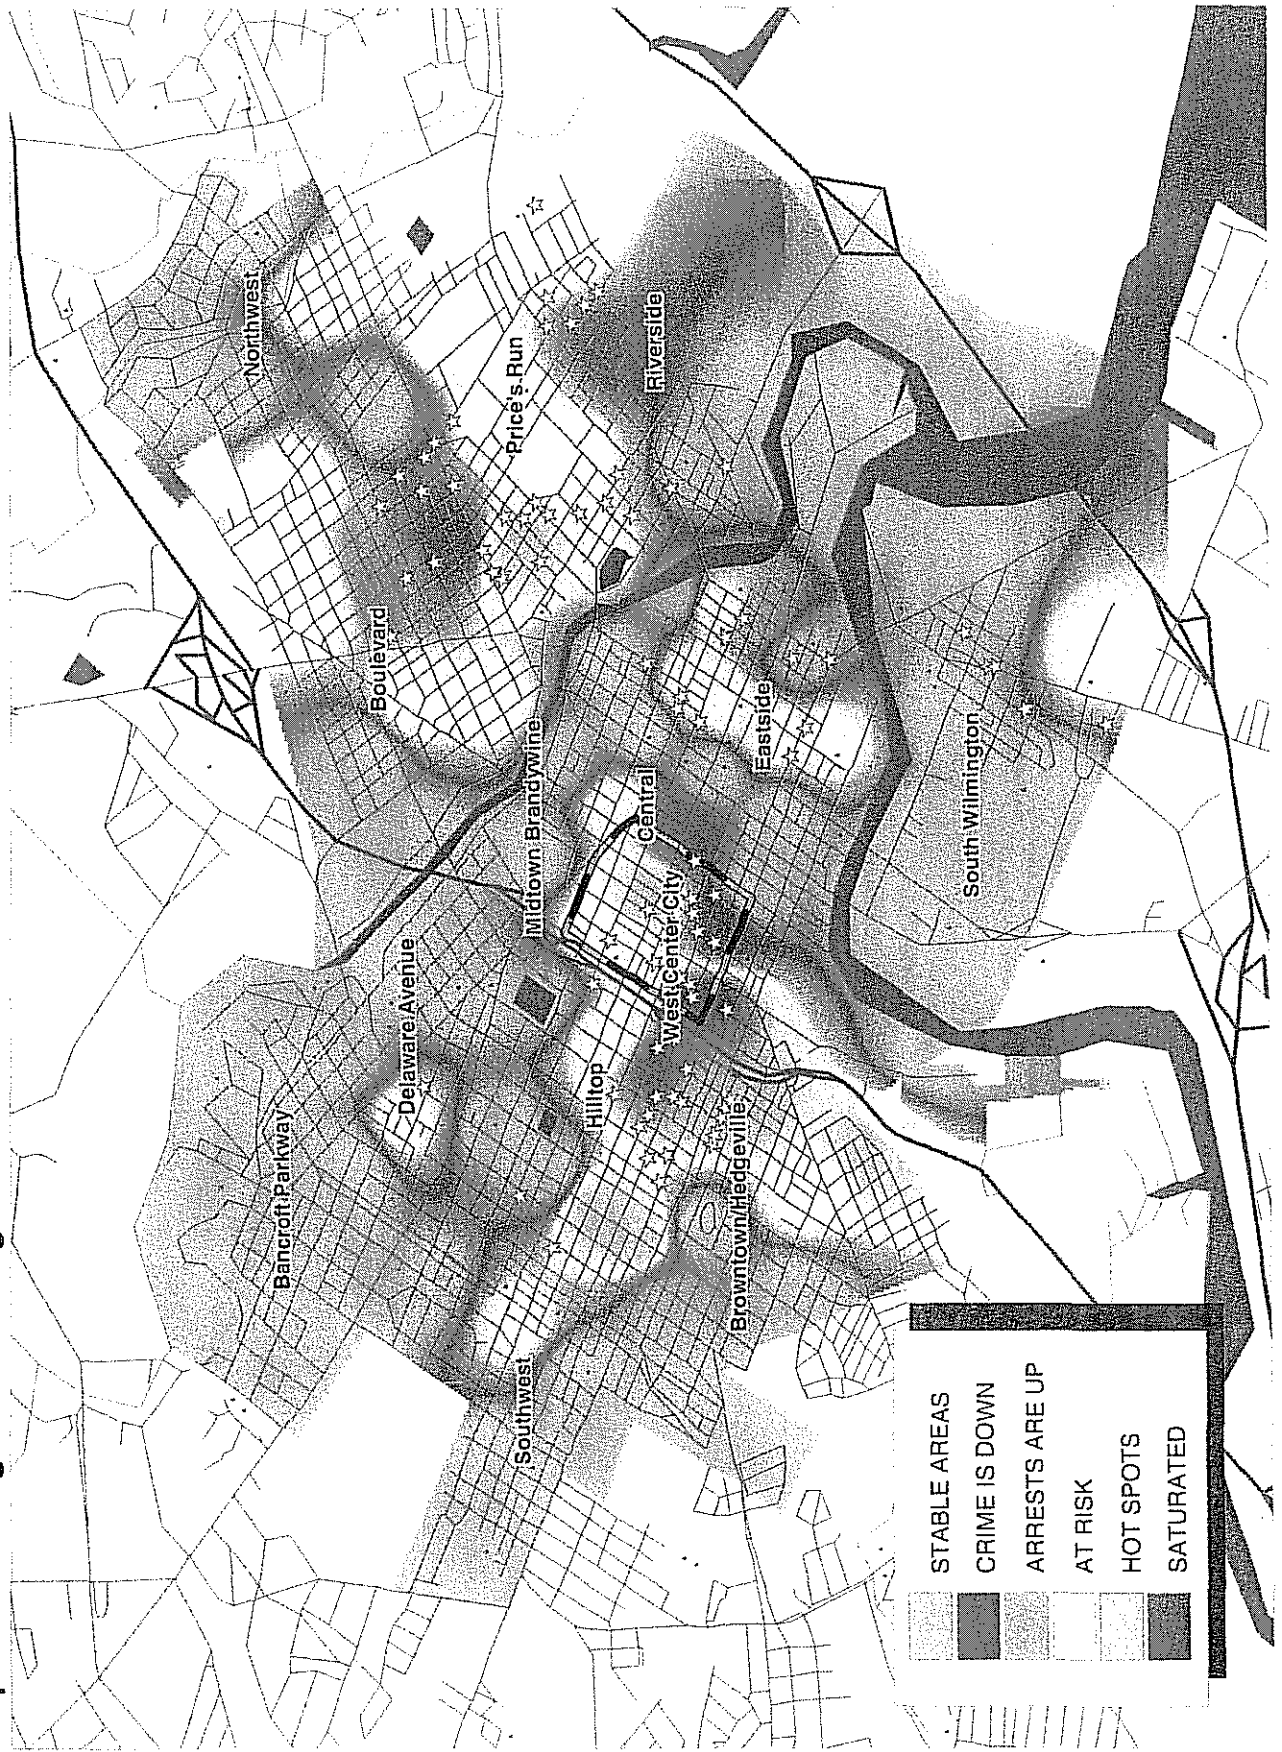 Northwest
Price's Run
Riverside
Boulevard
Midtown Brandywine
Central
Eastside
South Wilmington
West Center City
Delaware Avenue
Hilltop
Bancroft Parkway
Browntown/Hedgeville
Southwest
STABLE AREAS
CRIME IS DOWN
ARRESTS ARE UP
AT RISK
HOT SPOTS
SATURATED